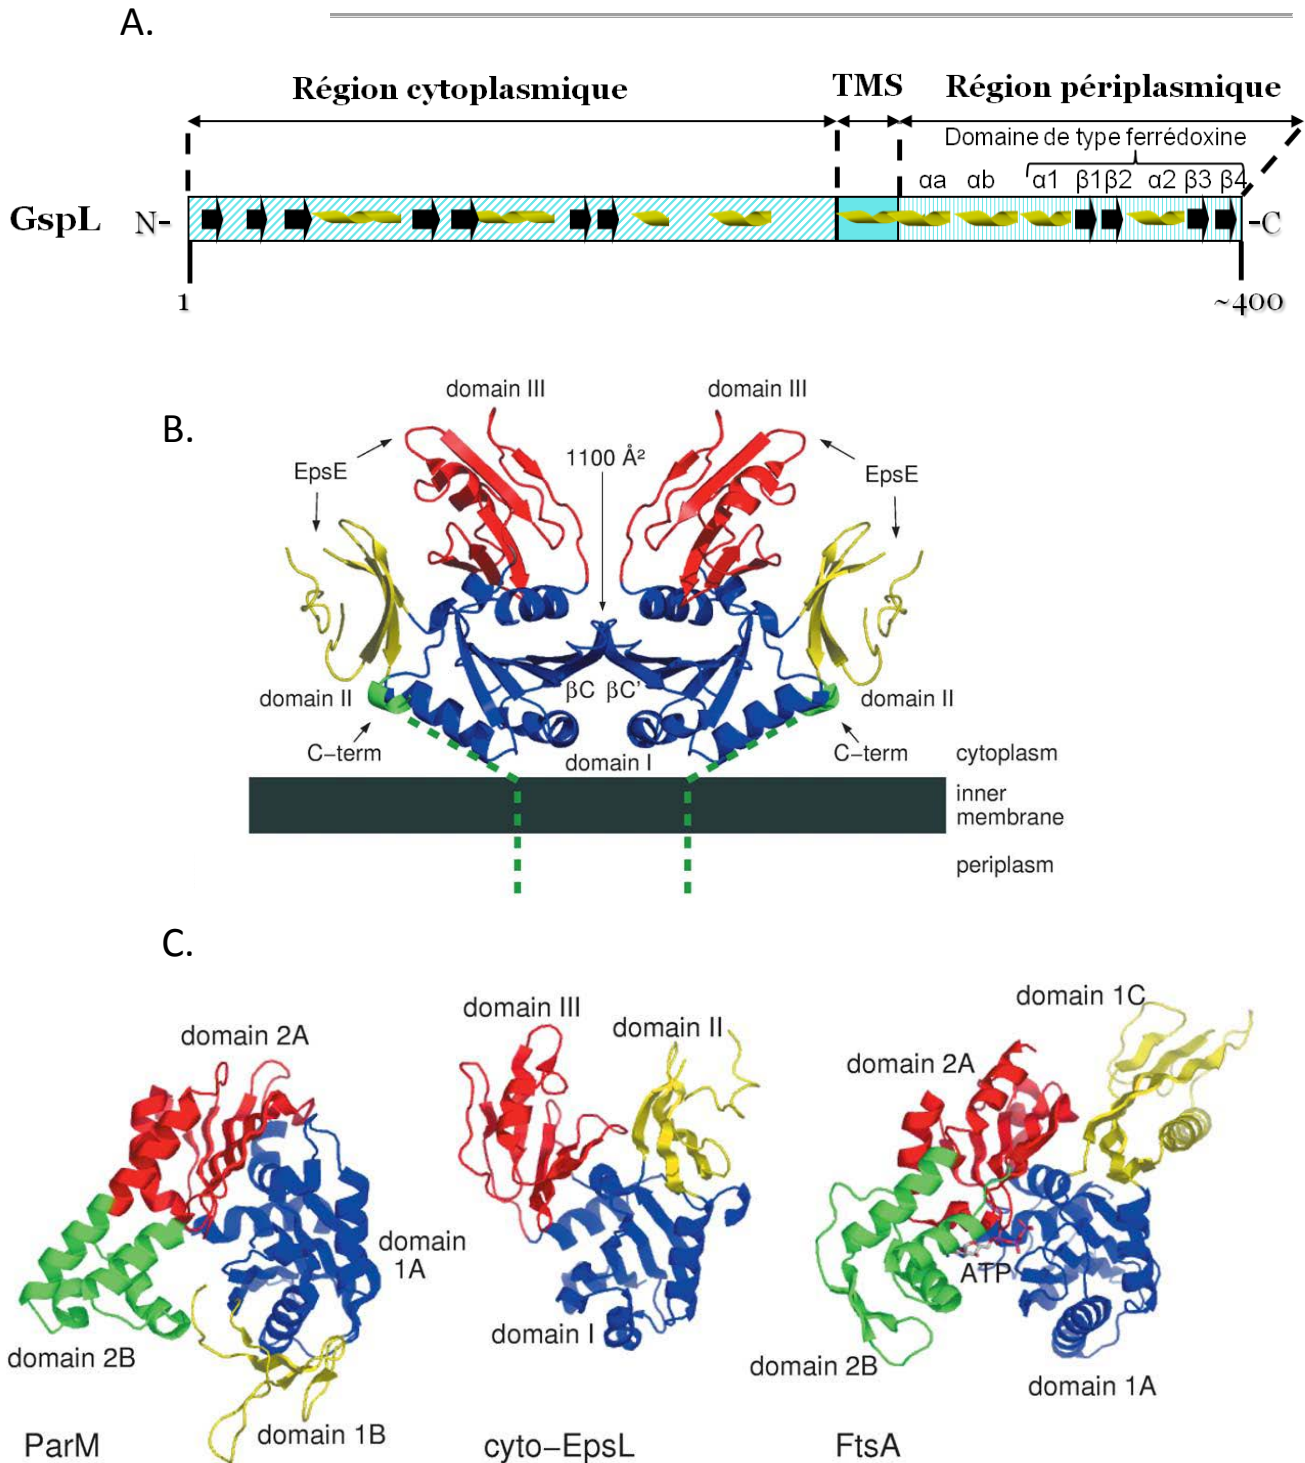 A.
Région cytoplasmique
TMS
Région périplasmique
Domaine de type ferrédoxine
αa αb α1 β1 β2 α2 β3 β4
GspL N- -C
1 ~400
B.
domain III domain III
1100 Å²
EpsE EpsE
βC βC'
domain II domain II
C-term C-term
domain I
cytoplasm
inner
membrane
periplasm
C.
domain 2A
domain 1A
domain 2B
domain 1B
ParM
domain III
domain II
domain I
cyto-EpsL
domain 1C
domain 2A
ATP
domain 2B
domain 1A
FtsA